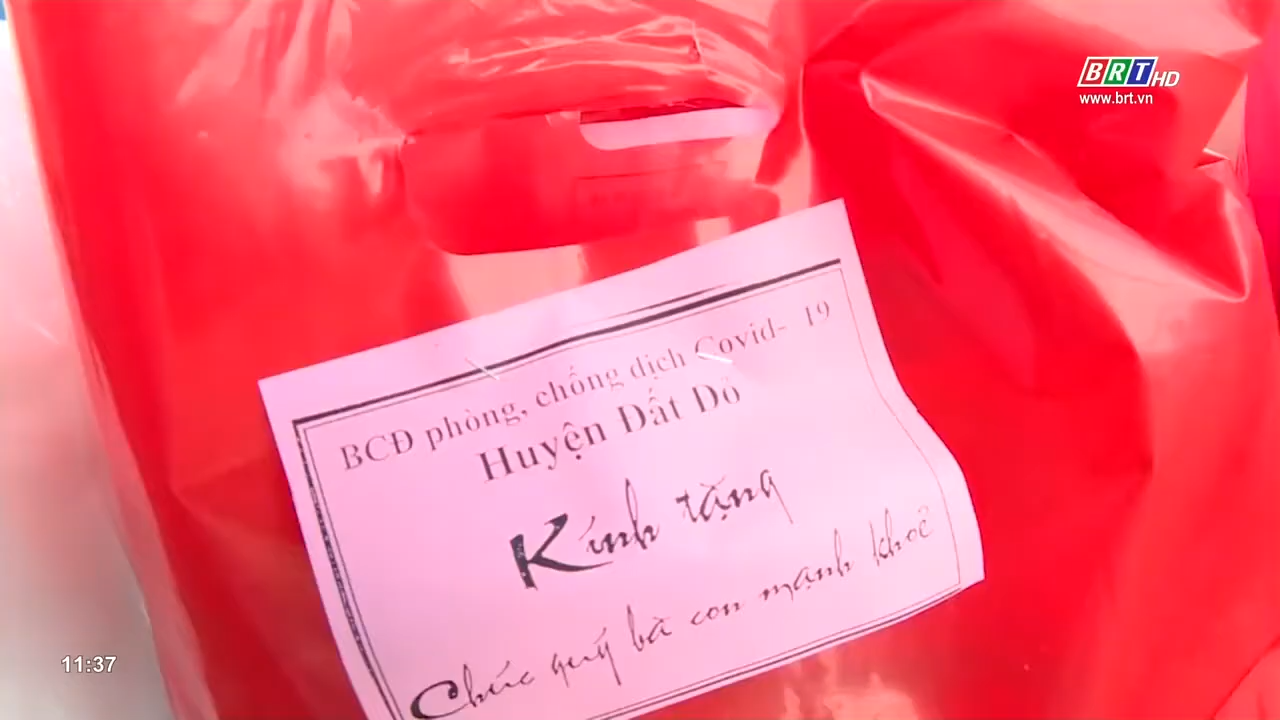 BRT HD
www.brt.vn
BCĐ phòng, chống dịch Covid- 19
Huyện Đất Đỏ
Kính tặng
Chúc quý bà con mạnh khoẻ
11:37